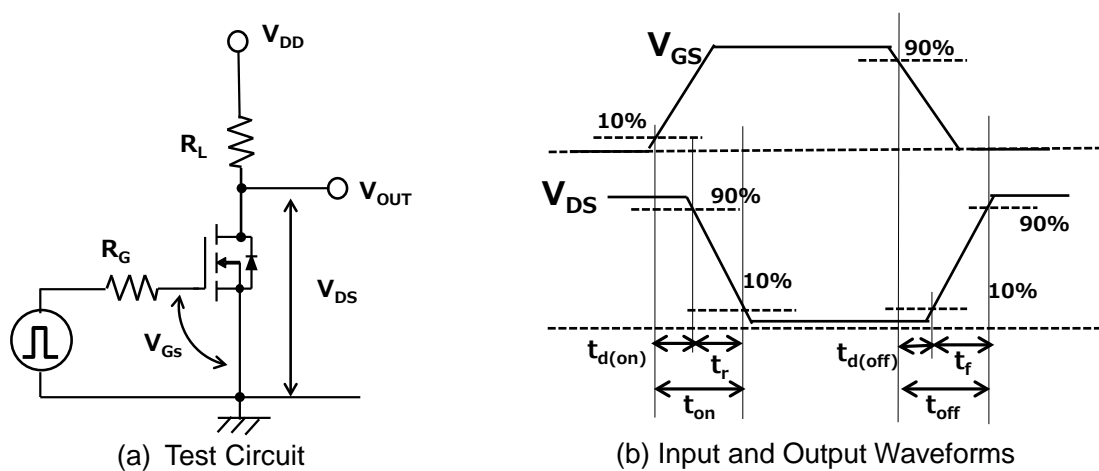 V_DD
R_L
V_OUT
R_G
V_DS
V_Gs
(a) Test Circuit
V_GS
90%
10%
V_DS
90%
90%
10%
10%
t_d(on)
t_r
t_d(off)
t_f
t_on
t_off
(b) Input and Output Waveforms